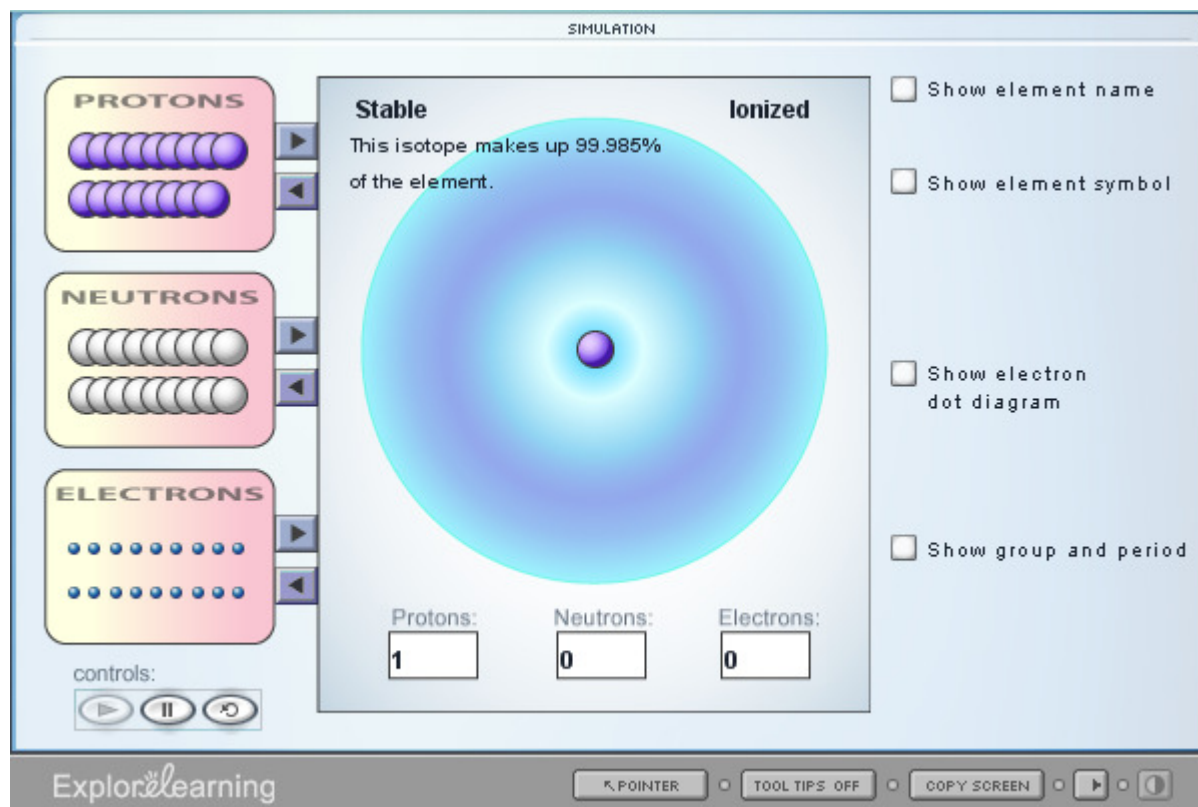 SIMULATION
PROTONS
NEUTRONS
ELECTRONS
controls:
Stable
Ionized
This isotope makes up 99.985%
of the element.
Protons:
Neutrons:
Electrons:
1
0
0
Show element name
Show element symbol
Show electron
dot diagram
Show group and period
ExploreLearning
POINTER
TOOL TIPS OFF
COPY SCREEN